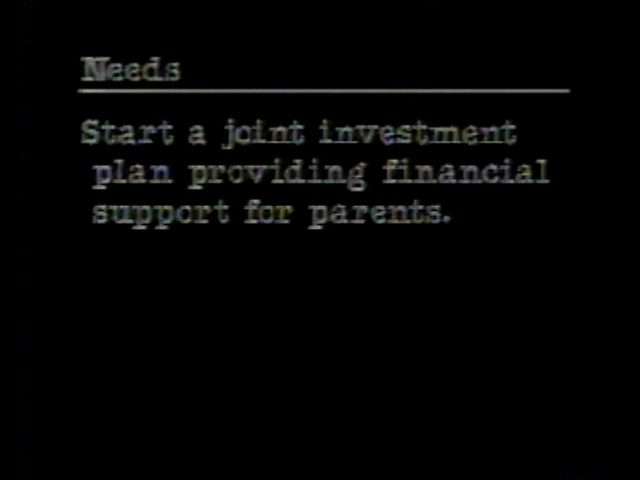 Needs
Start a joint investment
plan providing financial
support for parents.